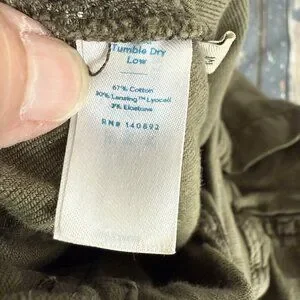 Tumble Dry
Low
67% Cotton
30% Lenzing™ Lyocell
3% Elastane
RN# 140892